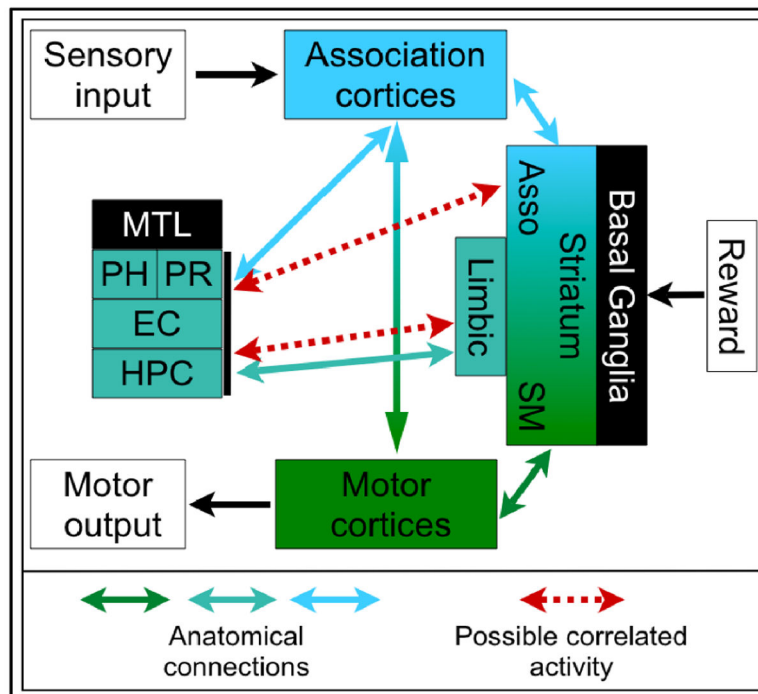 Sensory
input
Association
cortices
MTL
PH PR
EC
HPC
Limbic
Asso
Striatum
SM
Basal Ganglia
Reward
Motor
output
Motor
cortices
Anatomical
connections
Possible correlated
activity